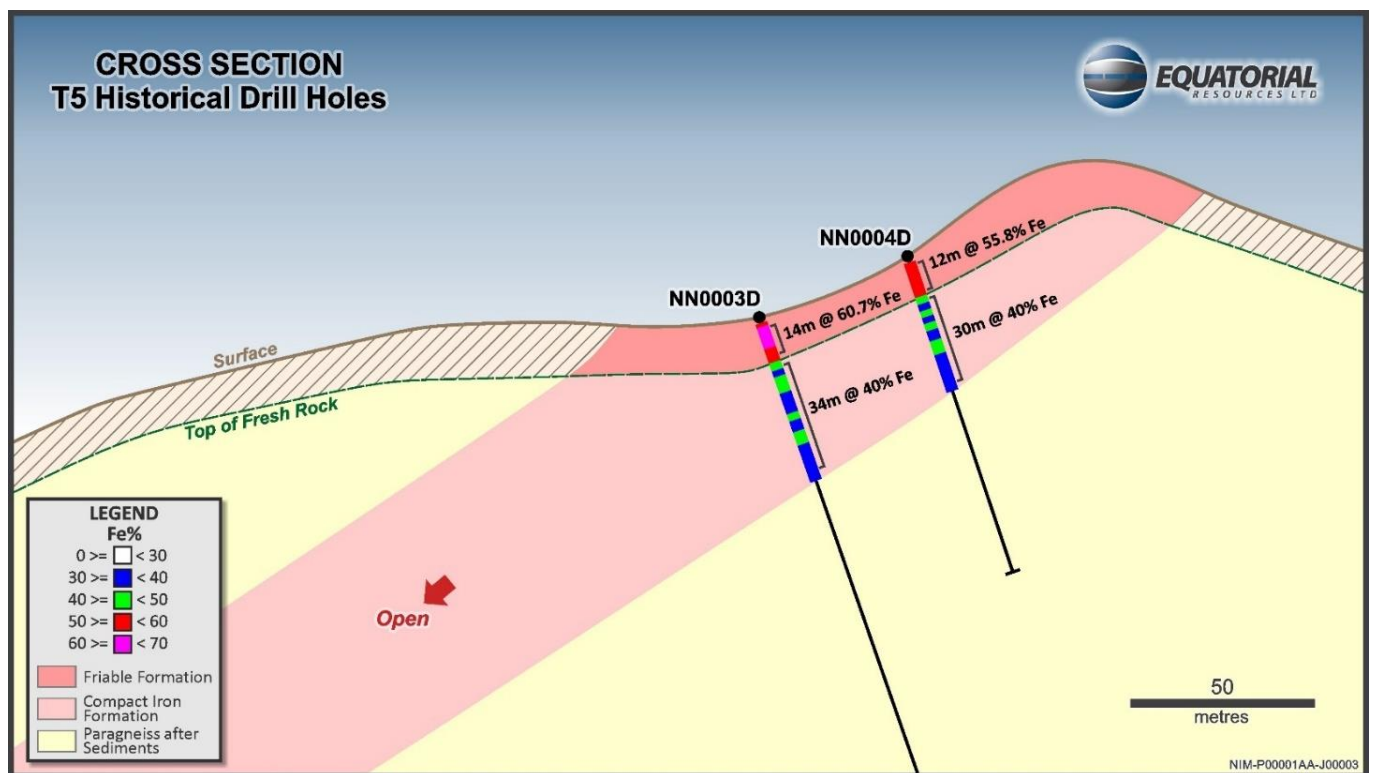 CROSS SECTION
T5 Historical Drill Holes
EQUATORIAL
RESOURCES LTD
NN0004D
12m @ 55.8% Fe
NN0003D
14m @ 60.7% Fe
30m @ 40% Fe
34m @ 40% Fe
Surface
Top of Fresh Rock
Open
LEGEND
Fe%
0 >= < 30
30 >= < 40
40 >= < 50
50 >= < 60
60 >= < 70
Friable Formation
Compact Iron
Formation
Paragneiss after
Sediments
50
metres
NIM-P00001AA-J00003